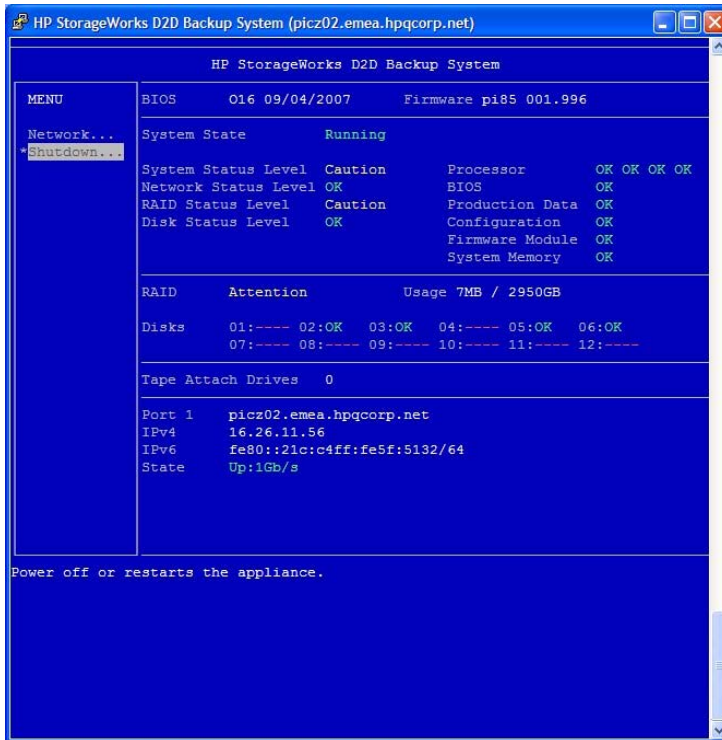 HP StorageWorks D2D Backup System (picz02.emea.hpqcorp.net)
HP StorageWorks D2D Backup System
MENU
Network...
*Shutdown...
BIOS O16 09/04/2007 Firmware pi85 001.996
System State Running
System Status Level Caution Processor OK OK OK OK
Network Status Level OK BIOS OK
RAID Status Level Caution Production Data OK
Disk Status Level OK Configuration OK
Firmware Module OK
System Memory OK
RAID Attention Usage 7MB / 2950GB
Disks 01:---- 02:OK 03:OK 04:---- 05:OK 06:OK
07:---- 08:---- 09:---- 10:---- 11:---- 12:----
Tape Attach Drives 0
Port 1 picz02.emea.hpqcorp.net
IPv4 16.26.11.56
IPv6 fe80::21c:c4ff:fe5f:5132/64
State Up:1Gb/s
Power off or restarts the appliance.